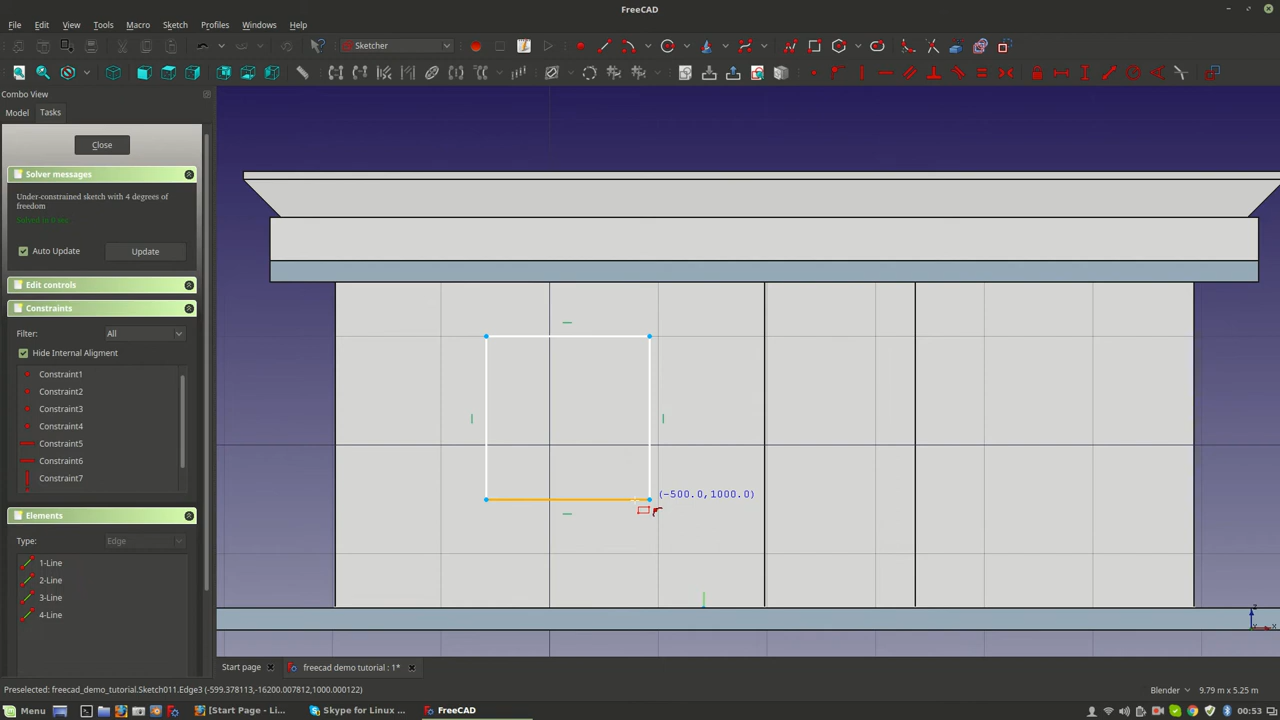 FreeCAD
File Edit View Tools Macro Sketch Profiles Windows Help
Sketcher
Combo View
Model Tasks
Close
Solver messages
Under-constrained sketch with 4 degrees of
freedom
Solved in 0 sec
Auto Update Update
Edit controls
Constraints
Filter: All
Hide Internal Aligment
Constraint1
Constraint2
Constraint3
Constraint4
Constraint5
Constraint6
Constraint7
Elements
Type: Edge
1-Line
2-Line
3-Line
4-Line
(-500.0,1000.0)
Start page freecad demo tutorial : 1*
Preselected: freecad_demo_tutorial.Sketch011.Edge3 (-599.378113,-16200.007812,1000.000122)
Blender 9.79 m x 5.25 m
Menu [Start Page - Li... Skype for Linux ... FreeCAD 00:53